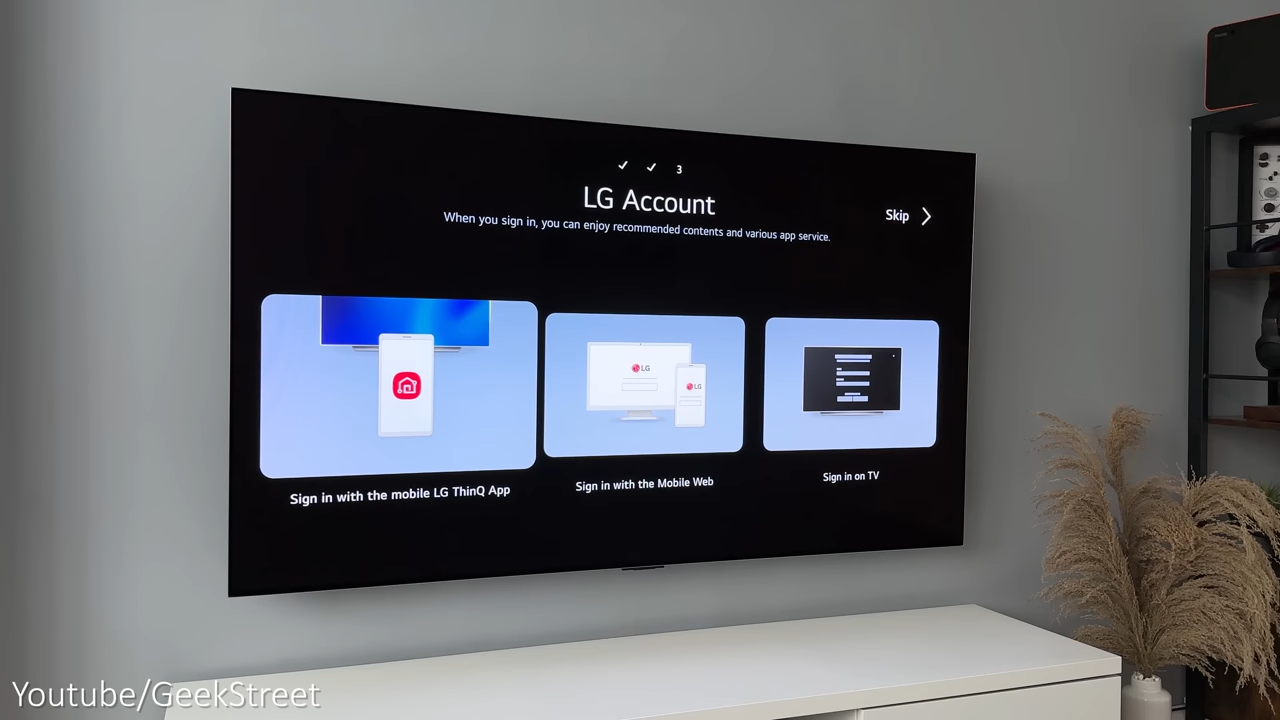 ✓ ✓ 3
LG Account
When you sign in, you can enjoy recommended contents and various app service.
Skip >
LG
LG
Sign in with the mobile LG ThinQ App
Sign in with the Mobile Web
Sign in on TV
Youtube/GeekStreet